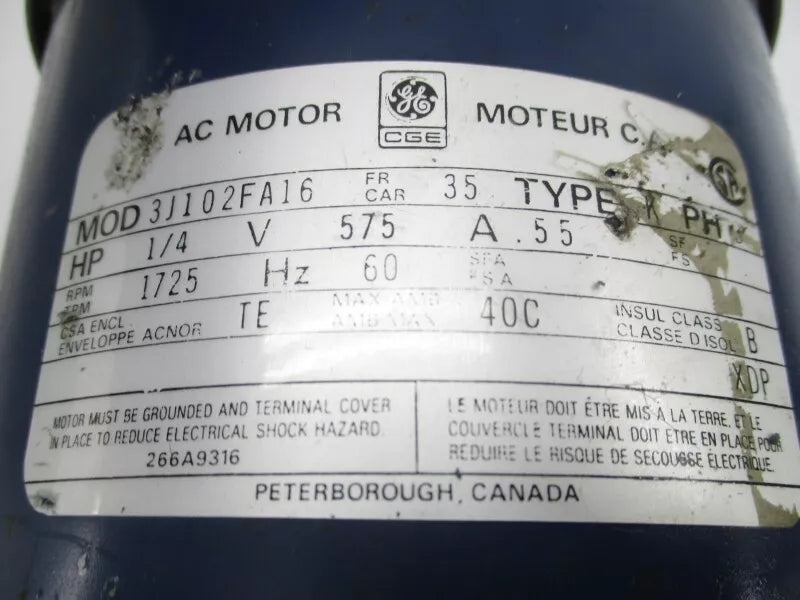 AC MOTOR GE CGE MOTEUR C.A.
MOD 3J102FA16 FR CAR 35 TYPE K PH
HP 1/4 V 575 A .55 SF FS
RPM TPM 1725 Hz 60 SFA FSA
CSA ENCL ENVELOPPE ACNOR TE MAX AMB AMB MAX 40C INSUL CLASS CLASSE D'ISOL B
XDP
MOTOR MUST BE GROUNDED AND TERMINAL COVER
IN PLACE TO REDUCE ELECTRICAL SHOCK HAZARD.
266A9316
LE MOTEUR DOIT ÊTRE MIS À LA TERRE, ET LE
COUVERCLE TERMINAL DOIT ÊTRE EN PLACE POUR
RÉDUIRE LE RISQUE DE SECOUSSE ÉLECTRIQUE.
PETERBOROUGH, CANADA